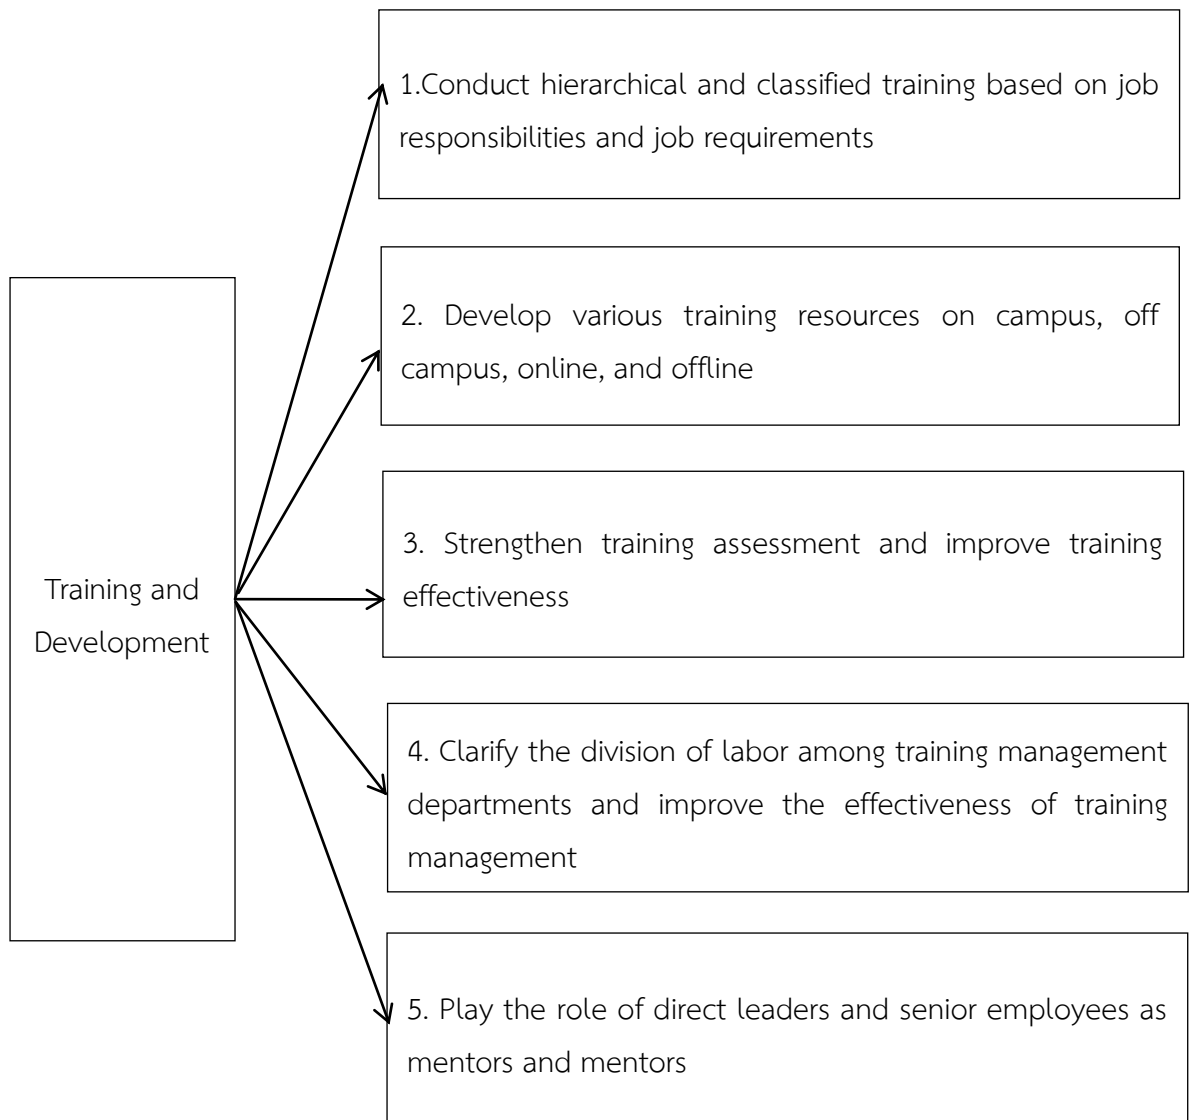 1.Conduct hierarchical and classified training based on job
responsibilities and job requirements
2. Develop various training resources on campus, off
campus, online, and offline
3. Strengthen training assessment and improve training
effectiveness
Training and
Development
4. Clarify the division of labor among training management
departments and improve the effectiveness of training
management
5. Play the role of direct leaders and senior employees as
mentors and mentors